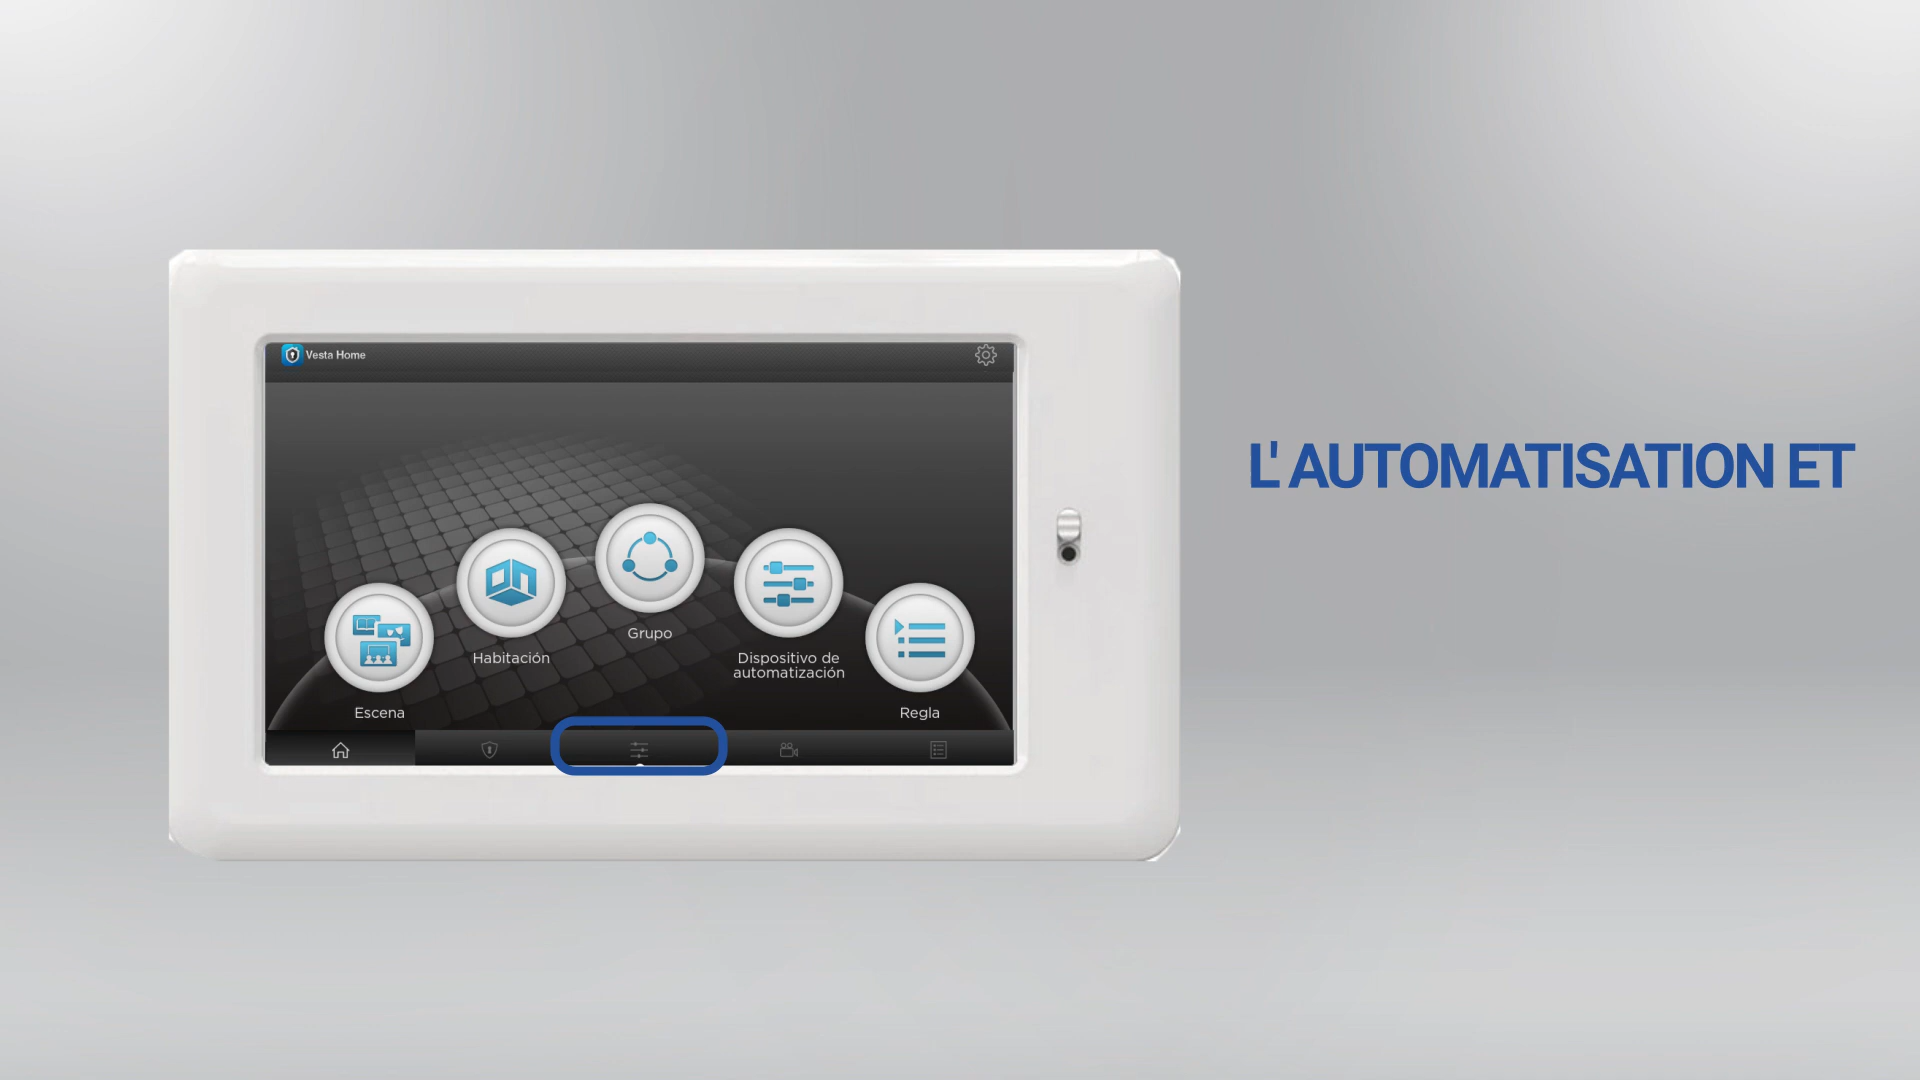 Vesta Home
L' AUTOMATISATION ET
Grupo
Habitación
Dispositivo de
automatización
Escena
Regla